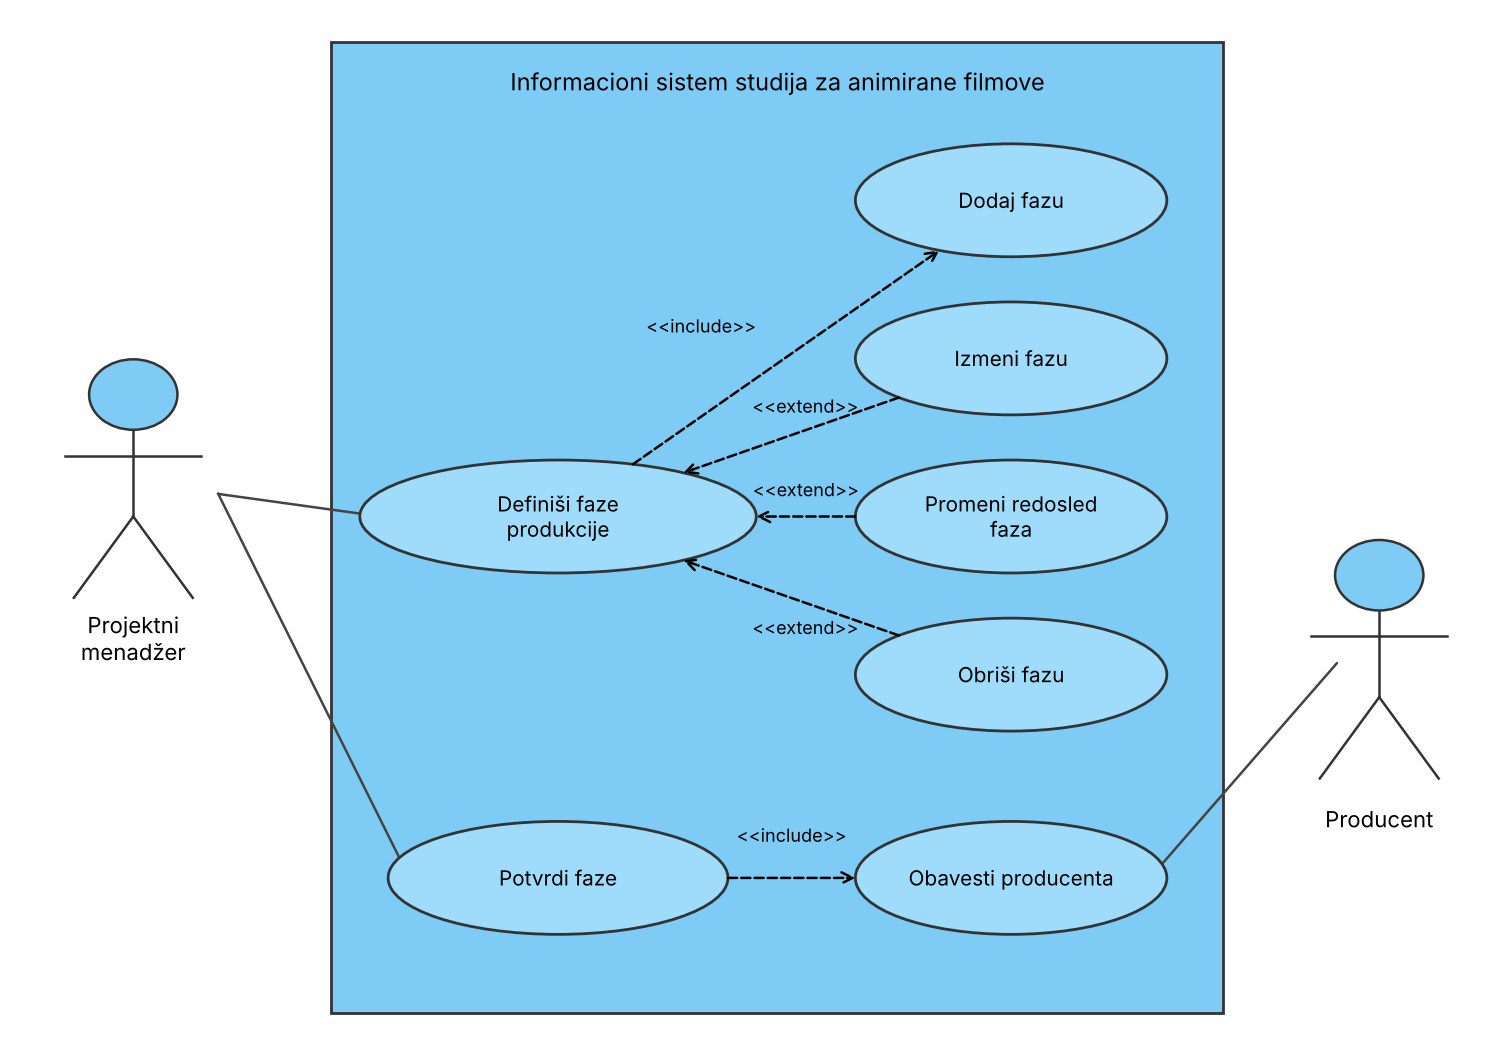 Informacioni sistem studija za animirane filmove
Dodaj fazu
<<include>>
Izmeni fazu
<<extend>>
<<extend>>
Definiši faze
produkcije
Promeni redosled
faza
<<extend>>
Obriši fazu
Projektni
menadžer
Producent
<<include>>
Potvrdi faze
Obavesti producenta